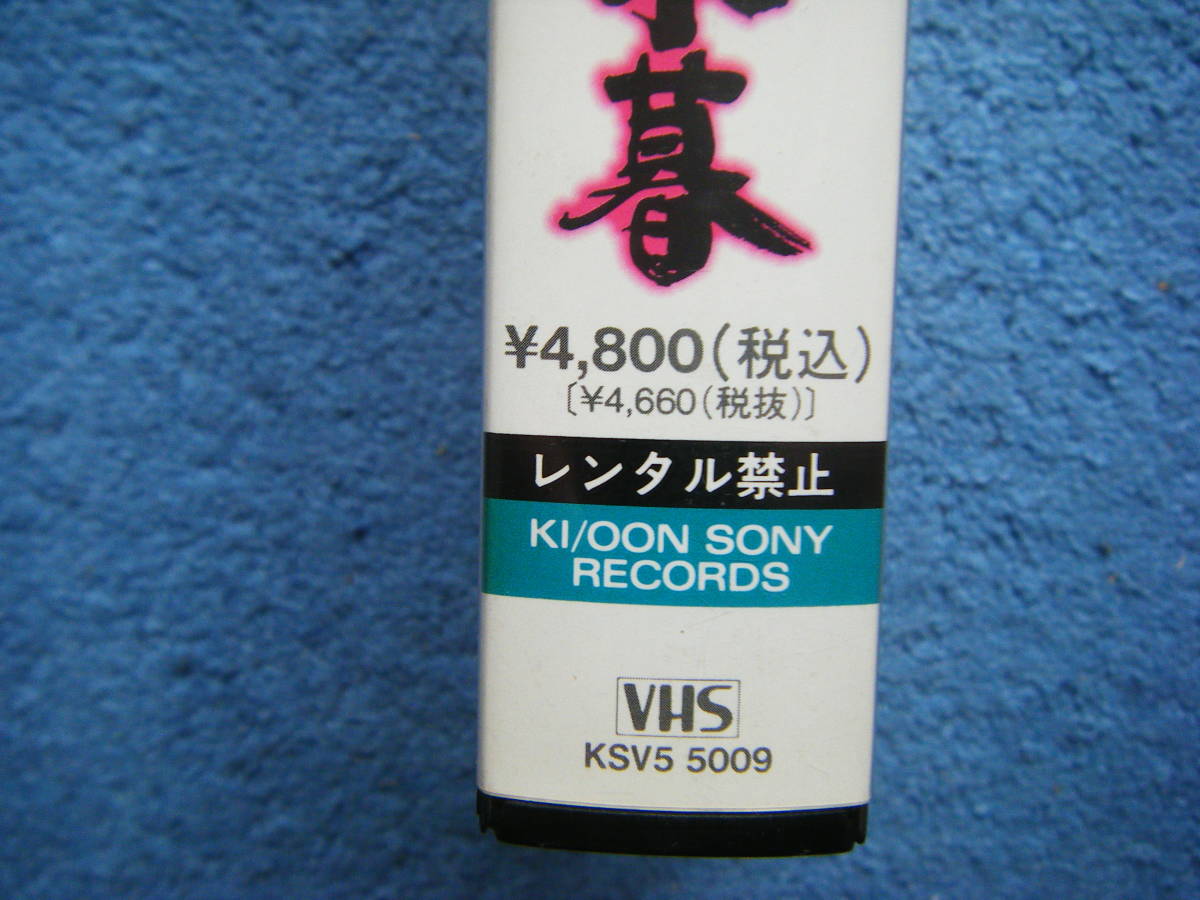 暮
¥4,800(税込)
〔¥4,660(税抜)〕
レンタル禁止
KI/OON SONY
RECORDS
VHS
KSV5 5009